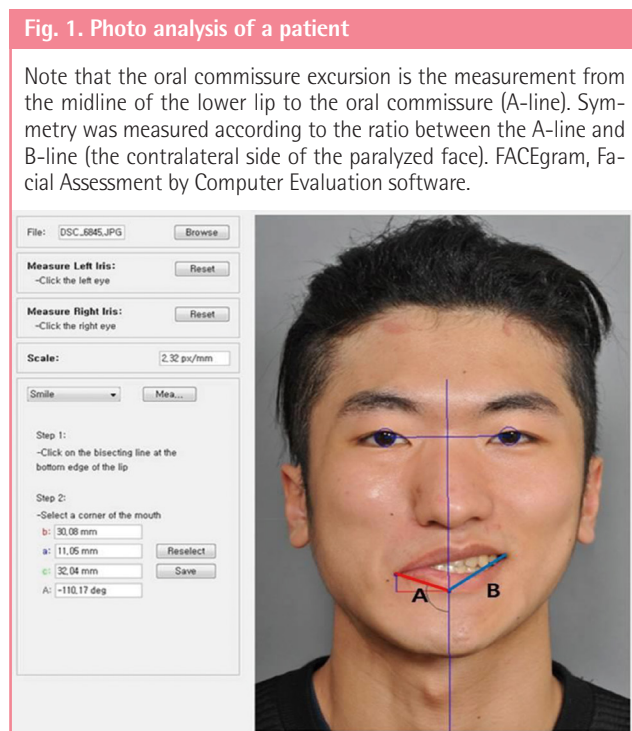 Fig. 1. Photo analysis of a patient
Note that the oral commissure excursion is the measurement from
the midline of the lower lip to the oral commissure (A-line). Sym-
metry was measured according to the ratio between the A-line and
B-line (the contralateral side of the paralyzed face). FACEgram, Fa-
cial Assessment by Computer Evaluation software.
File: DSC_6845.JPG Browse
Measure Left Iris: Reset
-Click the left eye
Measure Right Iris: Reset
-Click the right eye
Scale: 2.32 px/mm
Smile Mea...
Step 1:
-Click on the bisecting line at the
bottom edge of the lip
Step 2:
-Select a corner of the mouth
b: 30,08 mm
a: 11,05 mm Reselect
c: 32,04 mm Save
A: -110,17 deg
A B